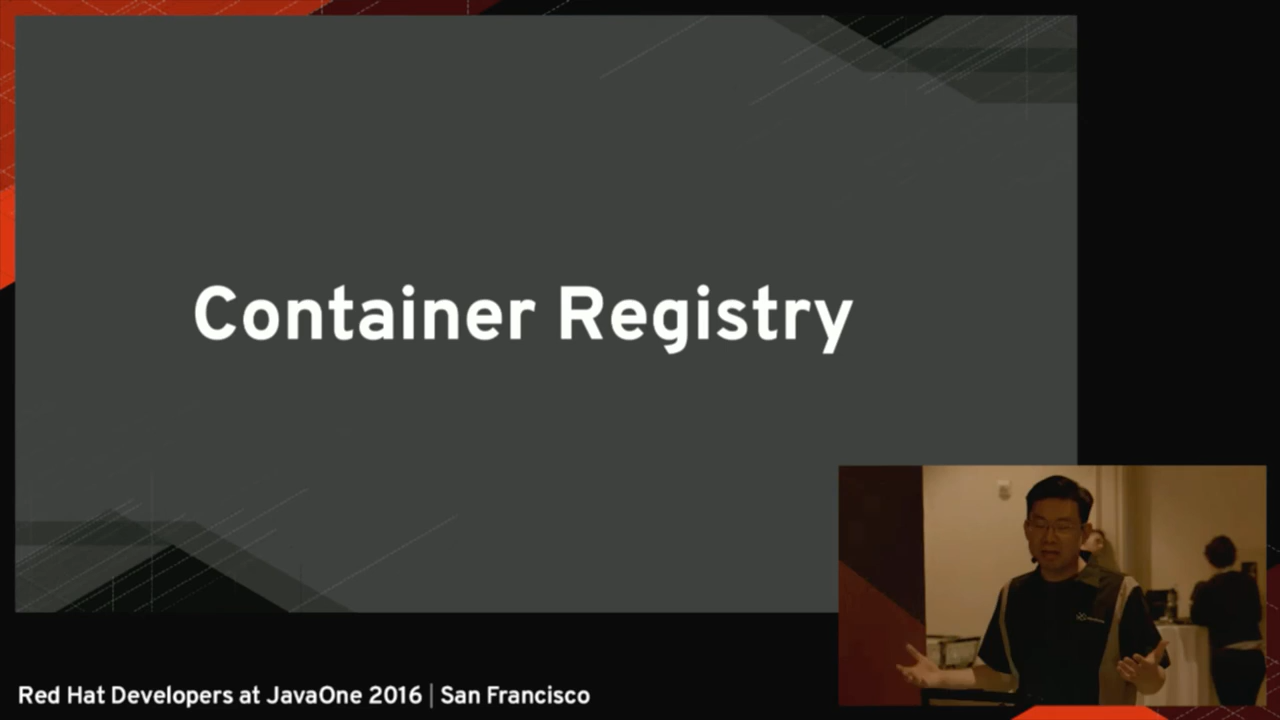 Container Registry
Red Hat Developers at JavaOne 2016 | San Francisco